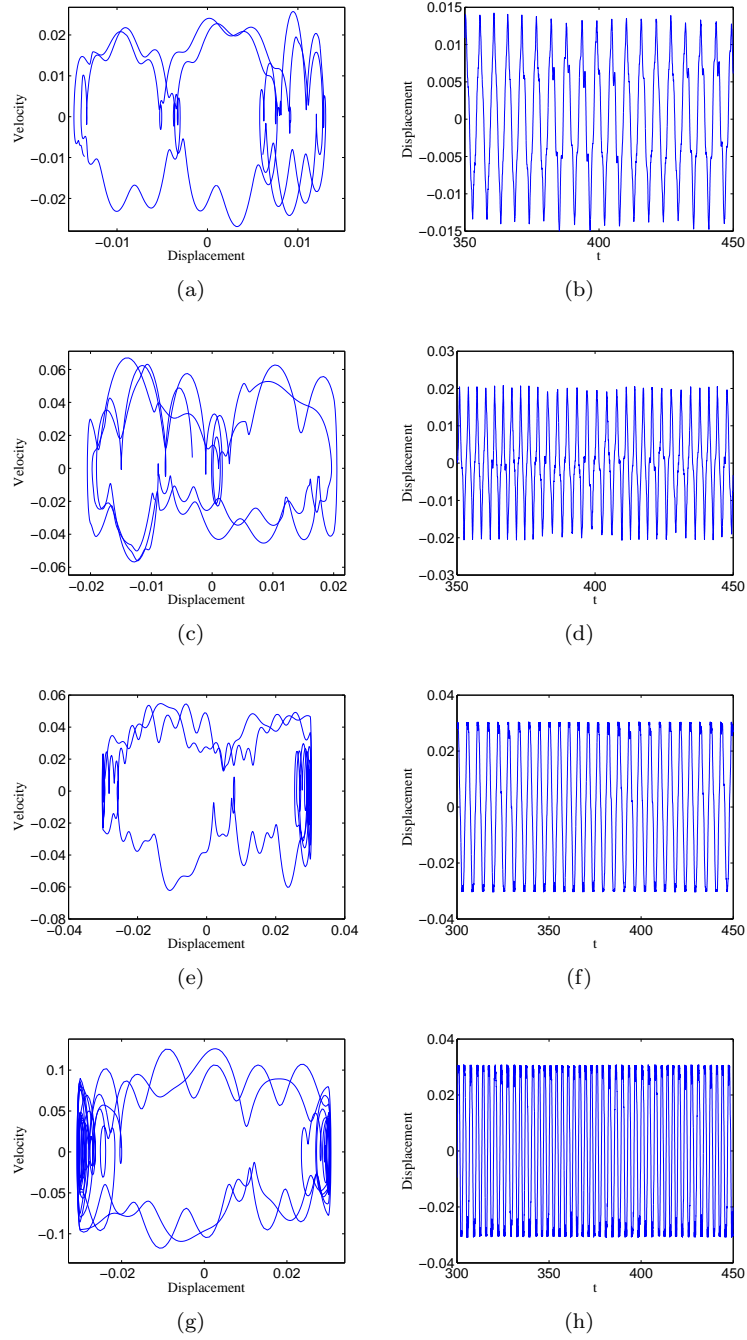 0.02
0.01
0
−0.01
−0.02
Velocity
−0.01 0 0.01
Displacement
(a)
0.015
0.01
0.005
0
−0.005
−0.01
−0.015
Displacement
350 400 450
t
(b)
0.06
0.04
0.02
0
−0.02
−0.04
−0.06
Velocity
−0.02 −0.01 0 0.01 0.02
Displacement
(c)
0.03
0.02
0.01
0
−0.01
−0.02
−0.03
Displacement
350 400 450
t
(d)
0.06
0.04
0.02
0
−0.02
−0.04
−0.06
−0.08
Velocity
−0.04 −0.02 0 0.02 0.04
Displacement
(e)
0.04
0.02
0
−0.02
−0.04
Displacement
300 350 400 450
t
(f)
0.1
0.05
0
−0.05
−0.1
Velocity
−0.02 0 0.02
Displacement
(g)
0.04
0.02
0
−0.02
−0.04
Displacement
300 350 400 450
t
(h)